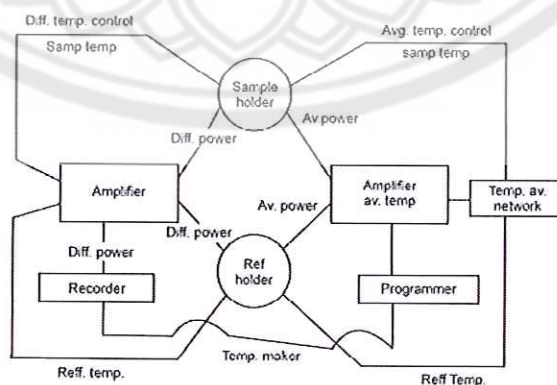 Diff. temp. control
Samp temp
Avg. temp. control
samp temp
Sample
holder
Diff. power
Av.power
Amplifier
Amplifier
av. temp
Temp. av.
network
Diff. power
Av. power
Diff. power
Ref
holder
Recorder
Programmer
Temp. maker
Reff. temp.
Reff Temp.